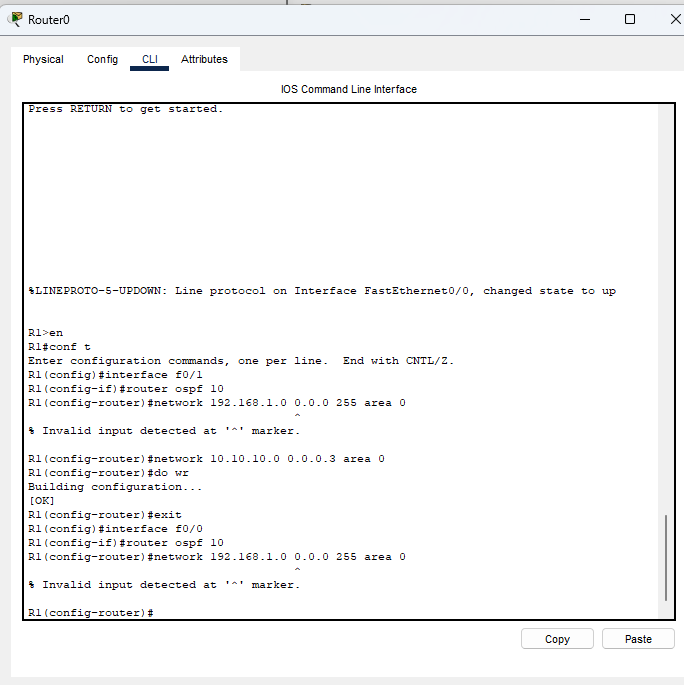 Router0
Physical Config CLI Attributes
IOS Command Line Interface
Press RETURN to get started.
%LINEPROTO-5-UPDOWN: Line protocol on Interface FastEthernet0/0, changed state to up
R1>en
R1#conf t
Enter configuration commands, one per line.  End with CNTL/Z.
R1(config)#interface f0/1
R1(config-if)#router ospf 10
R1(config-router)#network 192.168.1.0 0.0.0 255 area 0
^
% Invalid input detected at '^' marker.
R1(config-router)#network 10.10.10.0 0.0.0.3 area 0
R1(config-router)#do wr
Building configuration...
[OK]
R1(config-router)#exit
R1(config)#interface f0/0
R1(config-if)#router ospf 10
R1(config-router)#network 192.168.1.0 0.0.0 255 area 0
^
% Invalid input detected at '^' marker.
R1(config-router)#
Copy Paste